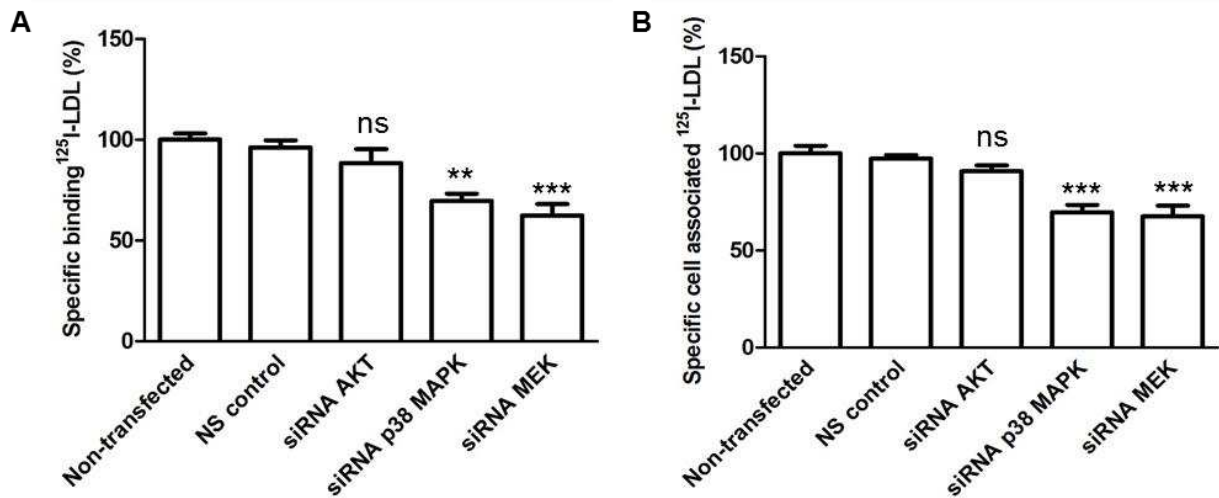 A
Specific binding¹²⁵I-LDL (%)
150
100
50
0
ns
**
***
Non-transfected
NS control
siRNA AKT
siRNA p38 MAPK
siRNA MEK
B
Specific cell associated ¹²⁵I-LDL (%)
150
100
50
0
ns
***
***
Non-transfected
NS control
siRNA AKT
siRNA p38 MAPK
siRNA MEK